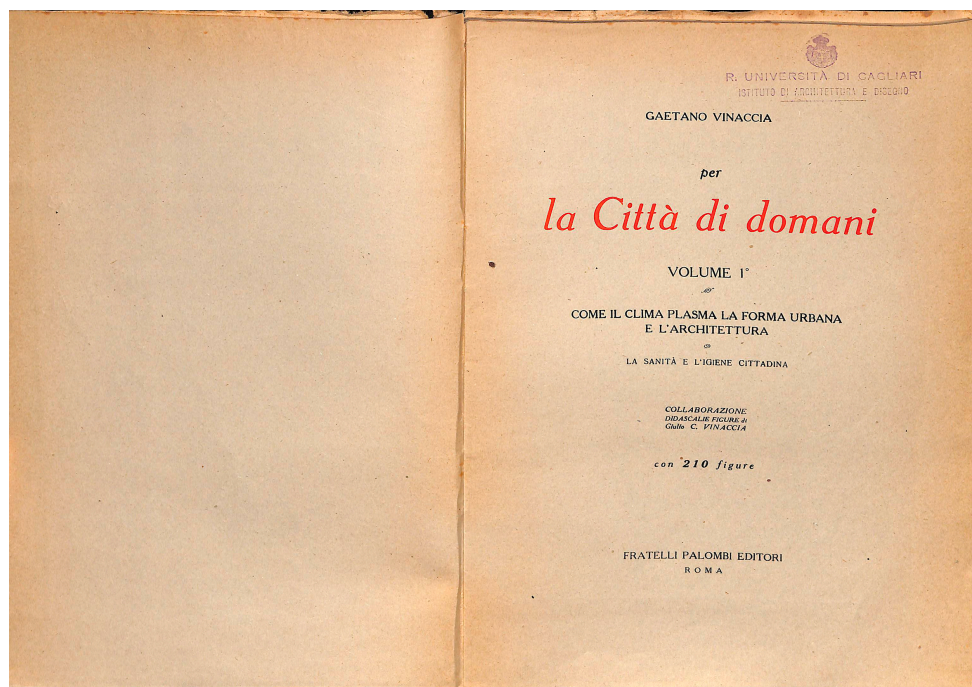 R. UNIVERSITÀ DI CAGLIARI
ISTITUTO DI ARCHITETTURA E DISEGNO
GAETANO VINACCIA
per
la Città di domani
VOLUME I°
COME IL CLIMA PLASMA LA FORMA URBANA
E L'ARCHITETTURA
LA SANITÀ E L'IGIENE CITTADINA
COLLABORAZIONE
DIDASCALIE FIGURE di
Giulio C. VINACCIA
con 210 figure
FRATELLI PALOMBI EDITORI
ROMA